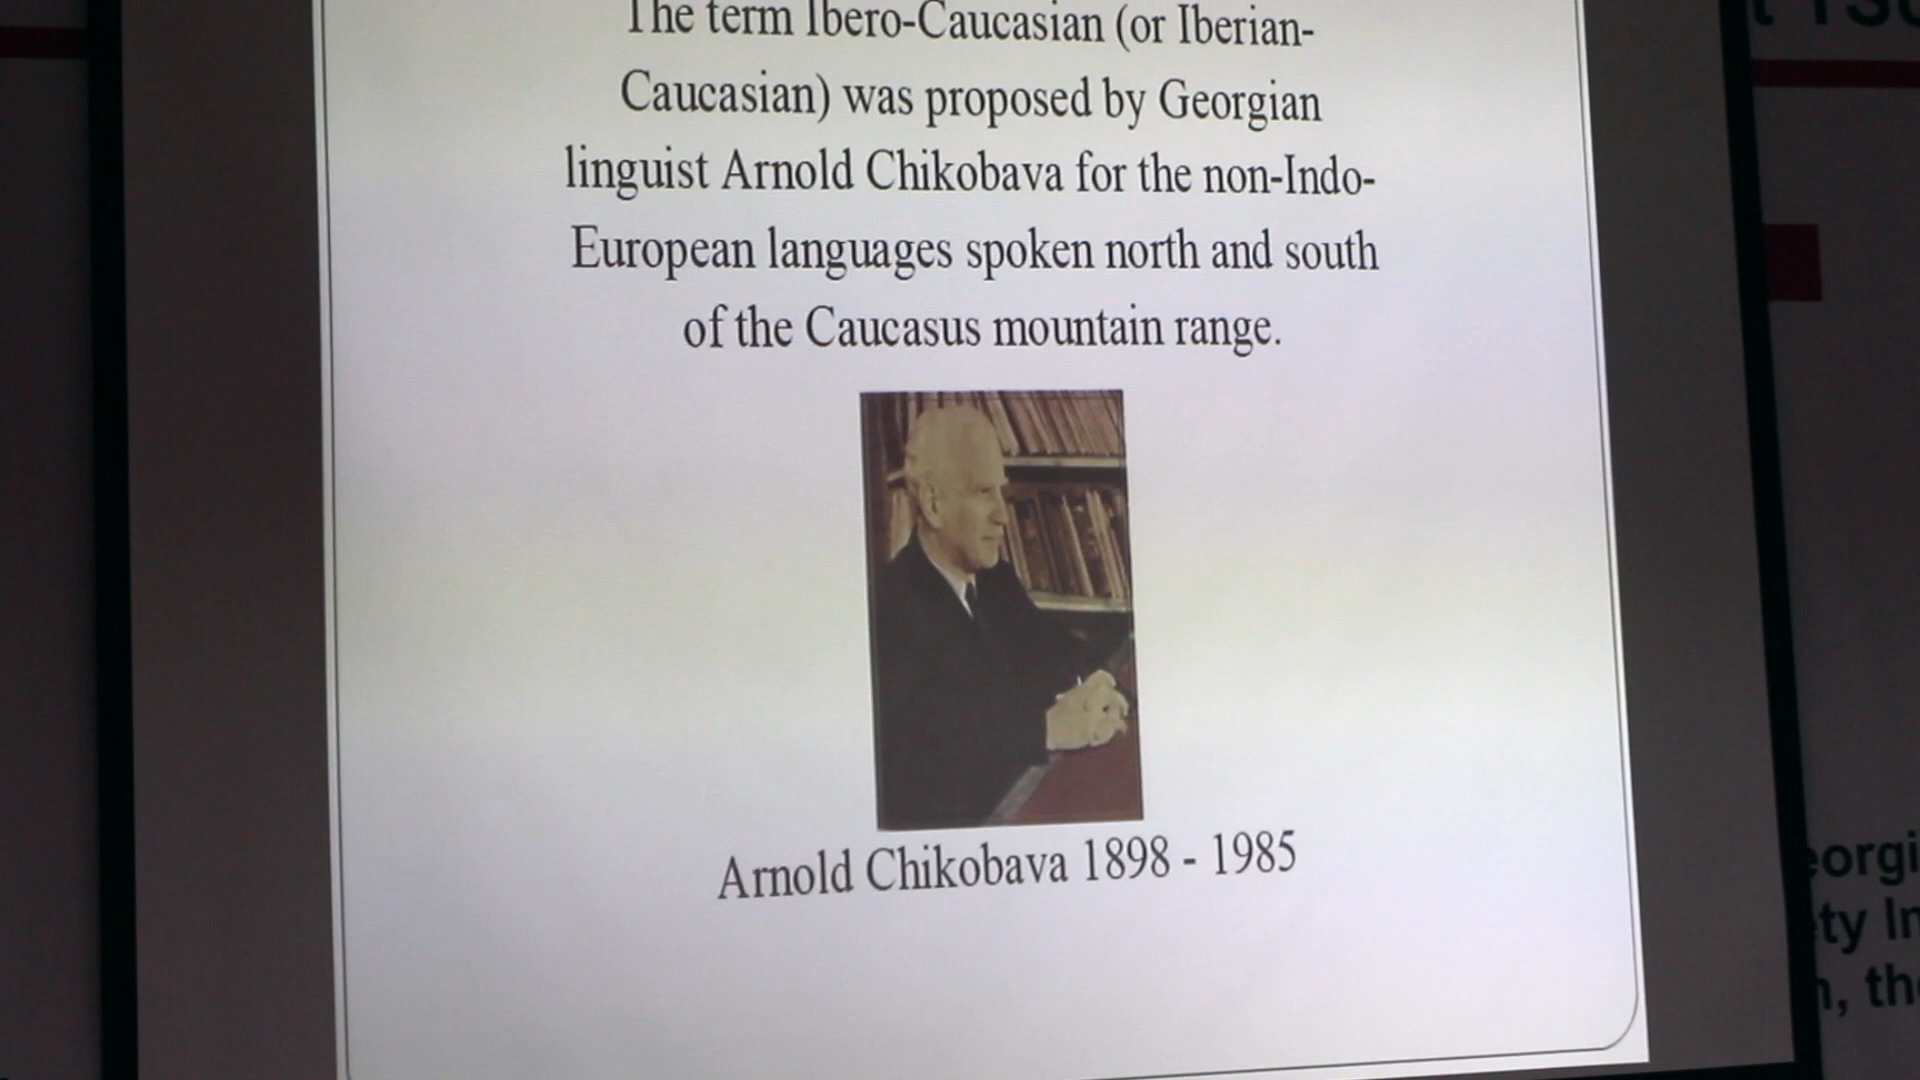 The term Ibero-Caucasian (or Iberian-
Caucasian) was proposed by Georgian
linguist Arnold Chikobava for the non-Indo-
European languages spoken north and south
of the Caucasus mountain range.
Arnold Chikobava 1898 - 1985